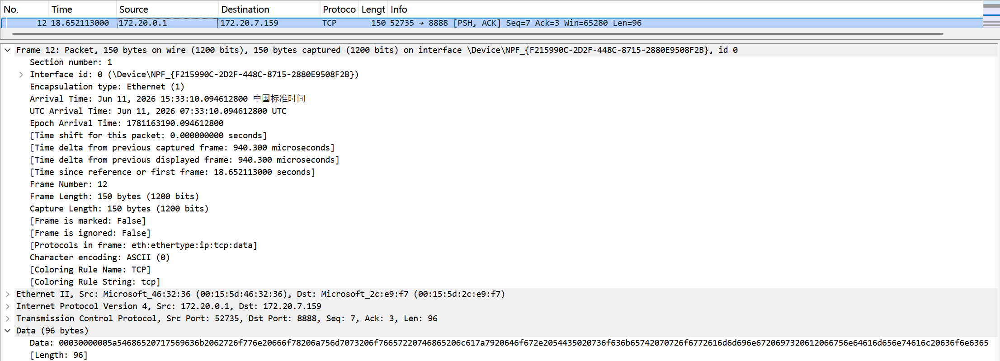 No. Time Source Destination Protoco Lengt Info
12 18.652113000 172.20.0.1 172.20.7.159 TCP 150 52735 → 8888 [PSH, ACK] Seq=7 Ack=3 Win=65280 Len=96
Frame 12: Packet, 150 bytes on wire (1200 bits), 150 bytes captured (1200 bits) on interface \Device\NPF_{F215990C-2D2F-448C-8715-2880E9508F2B}, id 0
Section number: 1
Interface id: 0 (\Device\NPF_{F215990C-2D2F-448C-8715-2880E9508F2B})
Encapsulation type: Ethernet (1)
Arrival Time: Jun 11, 2026 15:33:10.094612800 中国标准时间
UTC Arrival Time: Jun 11, 2026 07:33:10.094612800 UTC
Epoch Arrival Time: 1781163190.094612800
[Time shift for this packet: 0.000000000 seconds]
[Time delta from previous captured frame: 940.300 microseconds]
[Time delta from previous displayed frame: 940.300 microseconds]
[Time since reference or first frame: 18.652113000 seconds]
Frame Number: 12
Frame Length: 150 bytes (1200 bits)
Capture Length: 150 bytes (1200 bits)
[Frame is marked: False]
[Frame is ignored: False]
[Protocols in frame: eth:ethertype:ip:tcp:data]
Character encoding: ASCII (0)
[Coloring Rule Name: TCP]
[Coloring Rule String: tcp]
Ethernet II, Src: Microsoft_46:32:36 (00:15:5d:46:32:36), Dst: Microsoft_2c:e9:f7 (00:15:5d:2c:e9:f7)
Internet Protocol Version 4, Src: 172.20.0.1, Dst: 172.20.7.159
Transmission Control Protocol, Src Port: 52735, Dst Port: 8888, Seq: 7, Ack: 3, Len: 96
Data (96 bytes)
Data: 00030000005a54686520717569636b2062726f776e20666f78206a756d7073206f76657220746865206c617a7920646f672e2054435020736f636b65742070726f6772616d6d696e6720697320612066756e64616d656e74616c20636f6e6365
[Length: 96]